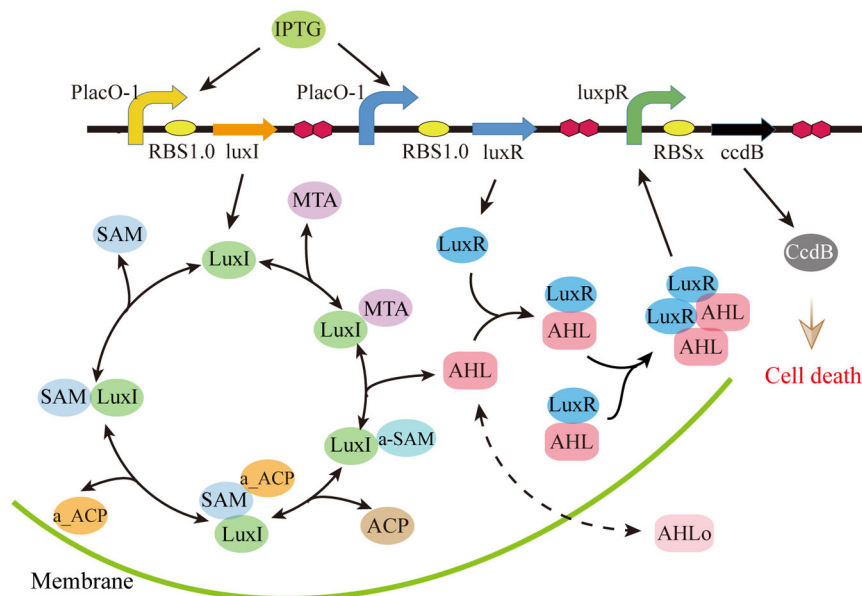 IPTG
PlacO-1
PlacO-1
luxpR
RBS1.0
luxI
RBS1.0
luxR
RBSx
ccdB
MTA
SAM
LuxI
LuxR
CcdB
LuxR
LuxR
MTA
LuxI
AHL
LuxR
AHL
AHL
AHL
Cell death
SAM
LuxI
LuxR
AHL
LuxI
a-SAM
a_ACP
SAM
a_ACP
LuxI
ACP
AHLo
Membrane